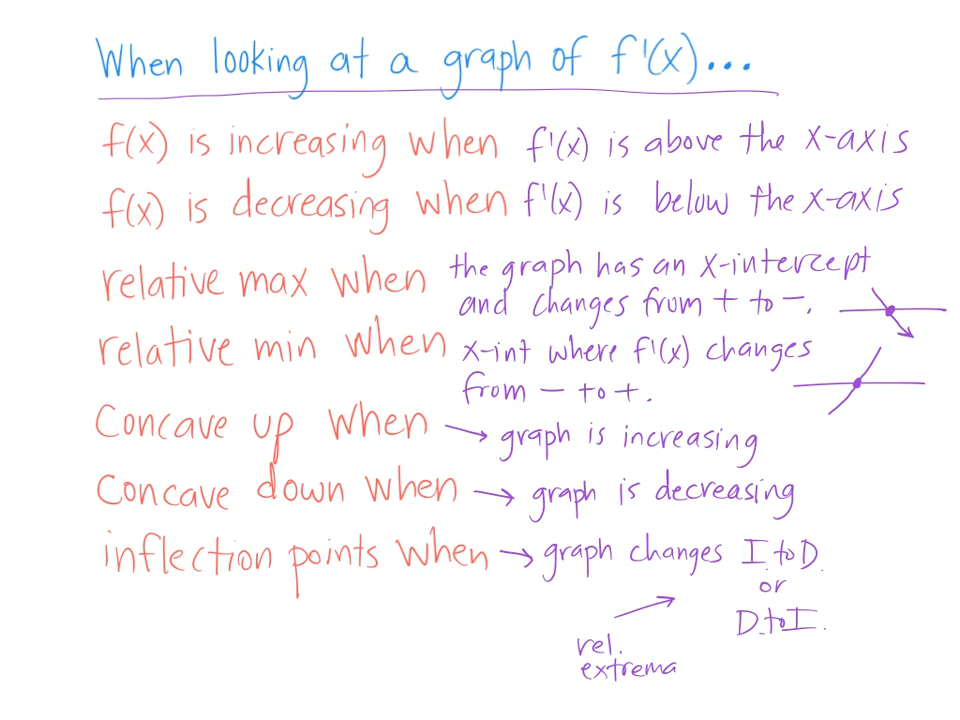 When looking at a graph of f'(x)...
f(x) is increasing when f'(x) is above the x-axis
f(x) is decreasing when f'(x) is below the x-axis
relative max when the graph has an x-intercept
and changes from + to -.
relative min when x-int where f'(x) changes
from - to +.
Concave up when → graph is increasing
Concave down when → graph is decreasing
inflection points when → graph changes I to D.
or
D to I.
rel.
extrema